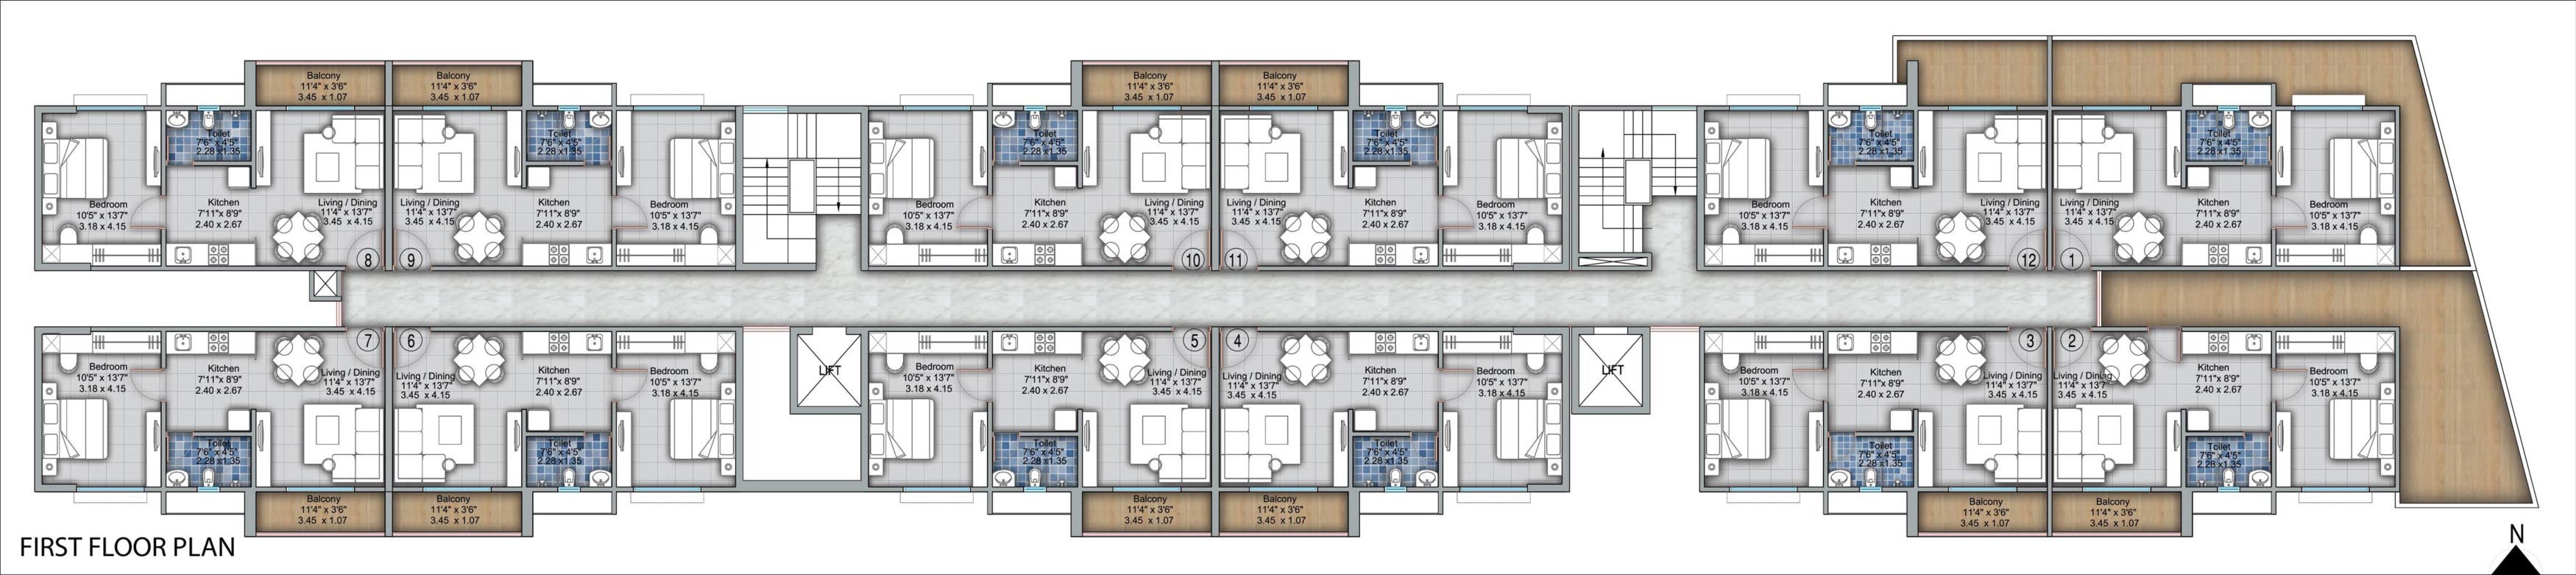 Balcony
11'4" x 3'6"
3.45 x 1.07
Balcony
11'4" x 3'6"
3.45 x 1.07
Balcony
11'4" x 3'6"
3.45 x 1.07
Balcony
11'4" x 3'6"
3.45 x 1.07
Toilet
7'6" x 4'5"
2.28 x1.35
Toilet
7'6" x 4'5"
2.28 x1.35
Toilet
7'6" x 4'5"
2.28 x1.35
Toilet
7'6" x 4'5"
2.28 x1.35
Toilet
7'6" x 4'5"
2.28 x1.35
Toilet
7'6" x 4'5"
2.28 x1.35
Bedroom
10'5" x 13'7"
3.18 x 4.15
Kitchen
7'11"x 8'9"
2.40 x 2.67
Living / Dining
11'4" x 13'7"
3.45 x 4.15
8
Living / Dining
11'4" x 13'7"
3.45 x 4.15
9
Kitchen
7'11"x 8'9"
2.40 x 2.67
Bedroom
10'5" x 13'7"
3.18 x 4.15
Bedroom
10'5" x 13'7"
3.18 x 4.15
Kitchen
7'11"x 8'9"
2.40 x 2.67
Living / Dining
11'4" x 13'7"
3.45 x 4.15
10
Living / Dining
11'4" x 13'7"
3.45 x 4.15
11
Kitchen
7'11"x 8'9"
2.40 x 2.67
Bedroom
10'5" x 13'7"
3.18 x 4.15
Bedroom
10'5" x 13'7"
3.18 x 4.15
Kitchen
7'11"x 8'9"
2.40 x 2.67
Living / Dining
11'4" x 13'7"
3.45 x 4.15
12
Living / Dining
11'4" x 13'7"
3.45 x 4.15
1
Kitchen
7'11"x 8'9"
2.40 x 2.67
Bedroom
10'5" x 13'7"
3.18 x 4.15
Bedroom
10'5" x 13'7"
3.18 x 4.15
Kitchen
7'11"x 8'9"
2.40 x 2.67
7
Living / Dining
11'4" x 13'7"
3.45 x 4.15
6
Living / Dining
11'4" x 13'7"
3.45 x 4.15
Kitchen
7'11"x 8'9"
2.40 x 2.67
Bedroom
10'5" x 13'7"
3.18 x 4.15
LIFT
Bedroom
10'5" x 13'7"
3.18 x 4.15
Kitchen
7'11"x 8'9"
2.40 x 2.67
5
Living / Dining
11'4" x 13'7"
3.45 x 4.15
4
Living / Dining
11'4" x 13'7"
3.45 x 4.15
Kitchen
7'11"x 8'9"
2.40 x 2.67
Bedroom
10'5" x 13'7"
3.18 x 4.15
LIFT
Bedroom
10'5" x 13'7"
3.18 x 4.15
Kitchen
7'11"x 8'9"
2.40 x 2.67
3
Living / Dining
11'4" x 13'7"
3.45 x 4.15
2
Living / Dining
11'4" x 13'7"
3.45 x 4.15
Kitchen
7'11"x 8'9"
2.40 x 2.67
Bedroom
10'5" x 13'7"
3.18 x 4.15
Toilet
7'6" x 4'5"
2.28 x1.35
Toilet
7'6" x 4'5"
2.28 x1.35
Toilet
7'6" x 4'5"
2.28 x1.35
Toilet
7'6" x 4'5"
2.28 x1.35
Toilet
7'6" x 4'5"
2.28 x1.35
Toilet
7'6" x 4'5"
2.28 x1.35
Balcony
11'4" x 3'6"
3.45 x 1.07
Balcony
11'4" x 3'6"
3.45 x 1.07
Balcony
11'4" x 3'6"
3.45 x 1.07
Balcony
11'4" x 3'6"
3.45 x 1.07
Balcony
11'4" x 3'6"
3.45 x 1.07
Balcony
11'4" x 3'6"
3.45 x 1.07
FIRST FLOOR PLAN
N